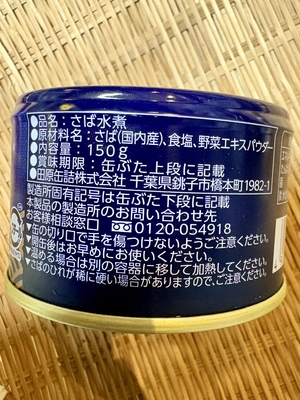 ●品名：さば水煮
●原材料名：さば（国内産）、食塩、野菜エキスパウダー
●内容量：150g
●賞味期限：缶ぶた上段に記載
●田原缶詰株式会社 千葉県銚子市橋本町1982-1
製造所固有記号は缶ぶた下段に記載
本製品の製造所のお問い合わせ先
お客様相談窓口 0120-054918
▼缶の切り口で手を傷つけないようご注意ください。
▼開缶後はお早めにお使いください。
▼温める場合は別の容器に移して加熱してください。
▼さばのひれが稀に硬い場合がありますので、ご注意ください。